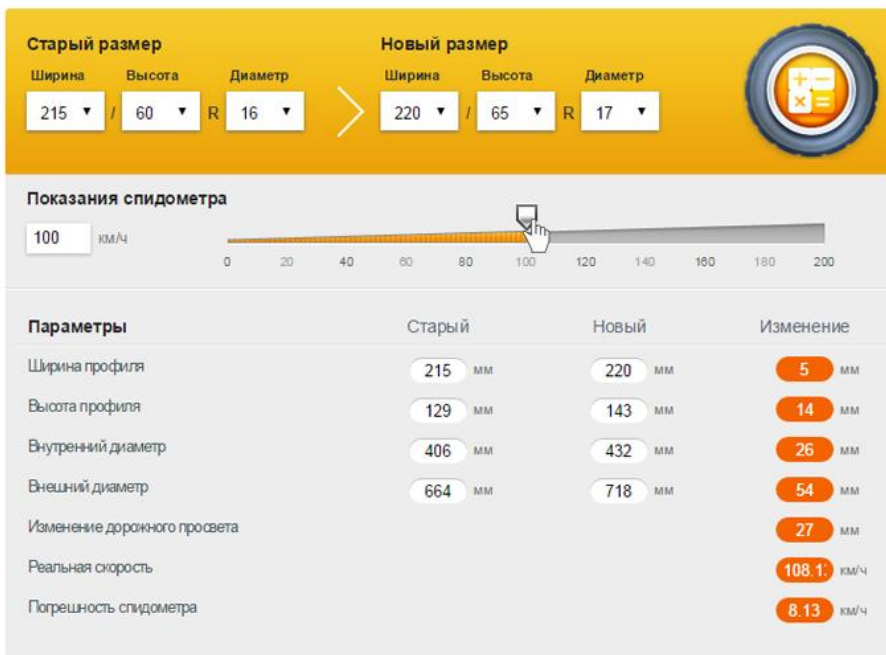 Старый размер Новый размер
Ширина Высота Диаметр Ширина Высота Диаметр
215 / 60 R 16 220 / 65 R 17
Показания спидометра
100 км/ч
0 20 40 60 80 100 120 140 160 180 200
Параметры Старый Новый Изменение
Ширина профиля 215 мм 220 мм 5 мм
Высота профиля 129 мм 143 мм 14 мм
Внутренний диаметр 406 мм 432 мм 26 мм
Внешний диаметр 664 мм 718 мм 54 мм
Изменение дорожного просвета 27 мм
Реальная скорость 108.1 км/ч
Погрешность спидометра 8.13 км/ч